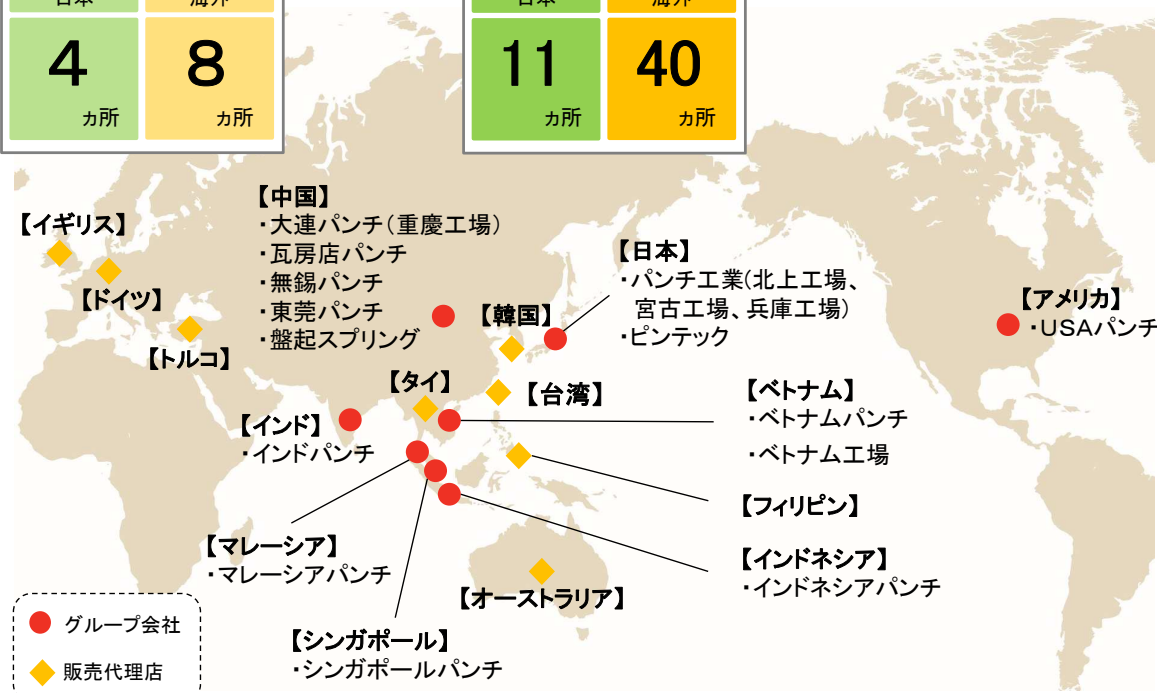 日本 海外
4 8
ヵ所 ヵ所
日本 海外
11 40
ヵ所 ヵ所
【イギリス】
【ドイツ】
【トルコ】
【中国】
・大連パンチ（重慶工場）
・瓦房店パンチ
・無錫パンチ
・東莞パンチ
・盤起スプリング
【韓国】
【日本】
・パンチ工業(北上工場、
宮古工場、兵庫工場)
・ピンテック
【アメリカ】
・USAパンチ
【タイ】
【台湾】
【インド】
・インドパンチ
【ベトナム】
・ベトナムパンチ
・ベトナム工場
【フィリピン】
【マレーシア】
・マレーシアパンチ
【インドネシア】
・インドネシアパンチ
【オーストラリア】
【シンガポール】
・シンガポールパンチ
グループ会社
販売代理店